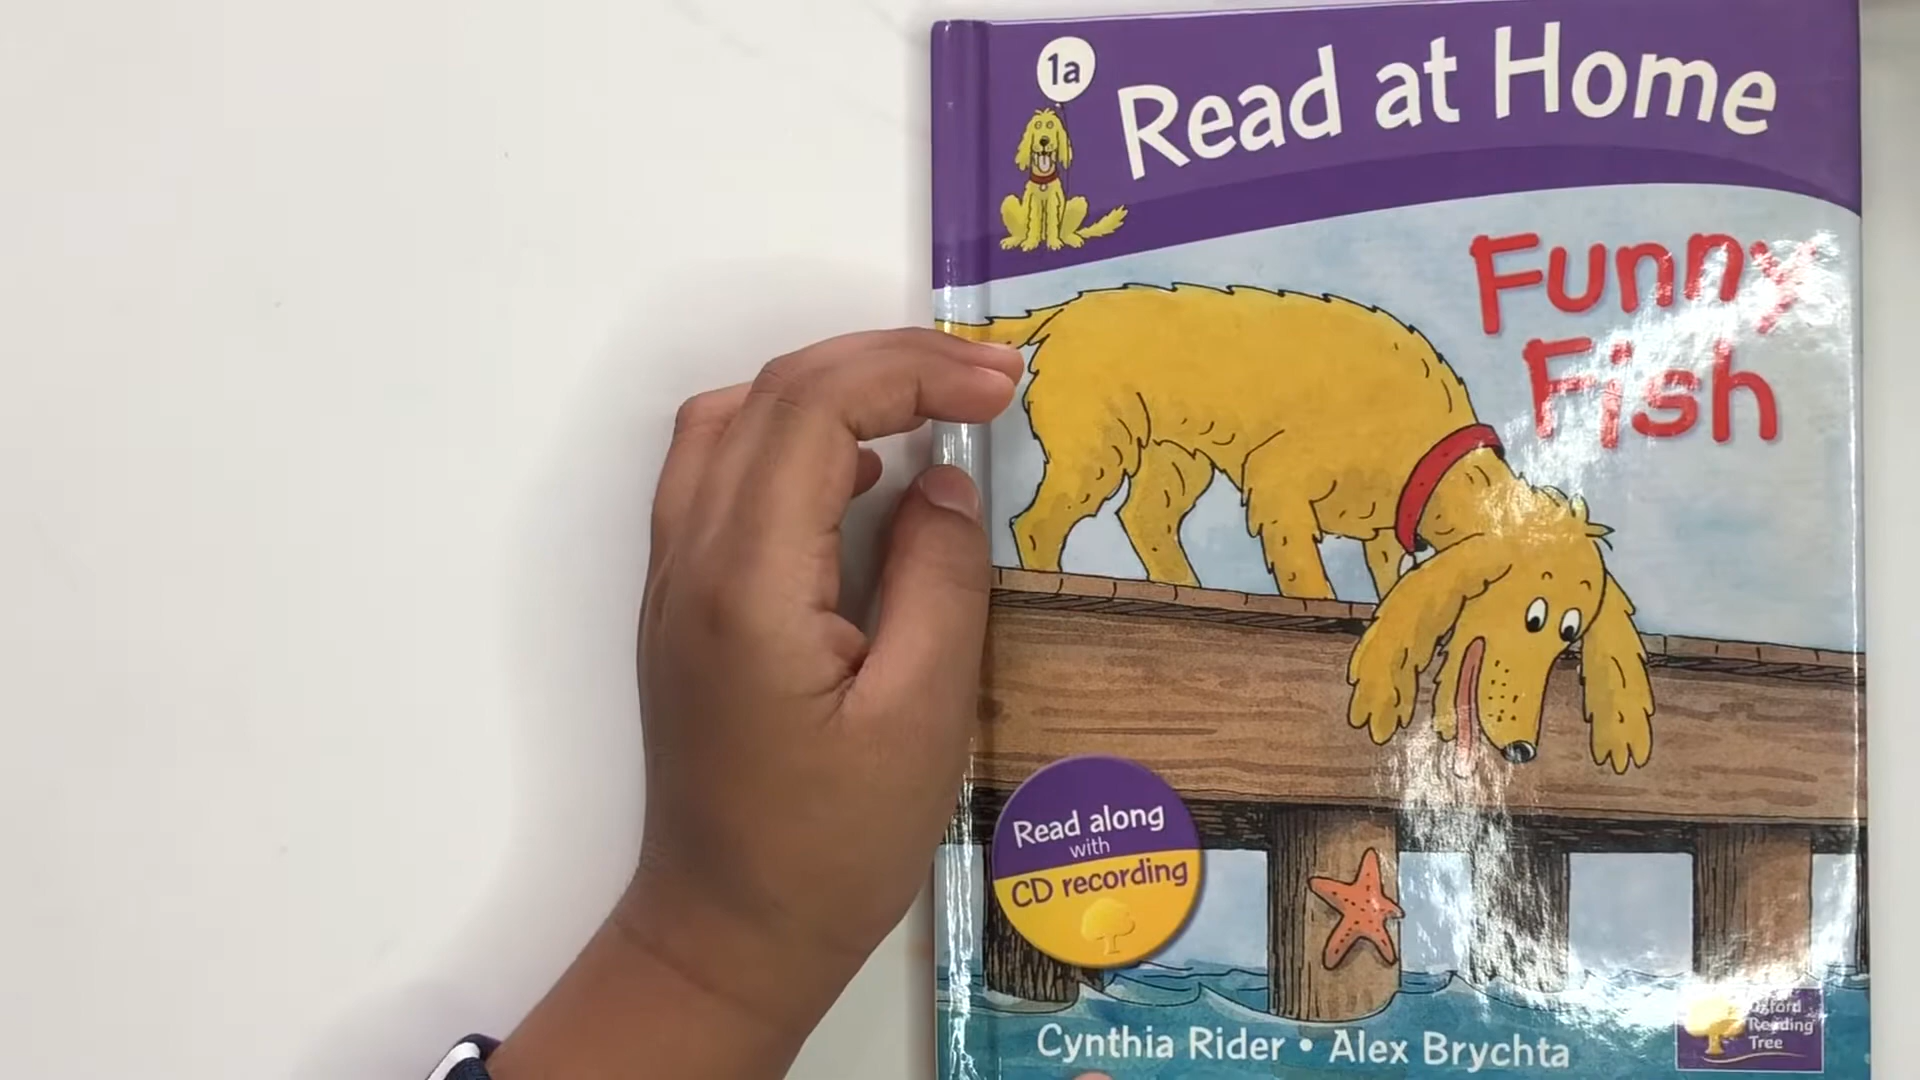 1a
Read at Home
Funny
Fish
Read along
with
CD recording
Cynthia Rider • Alex Brychta
Oxford
Reading
Tree